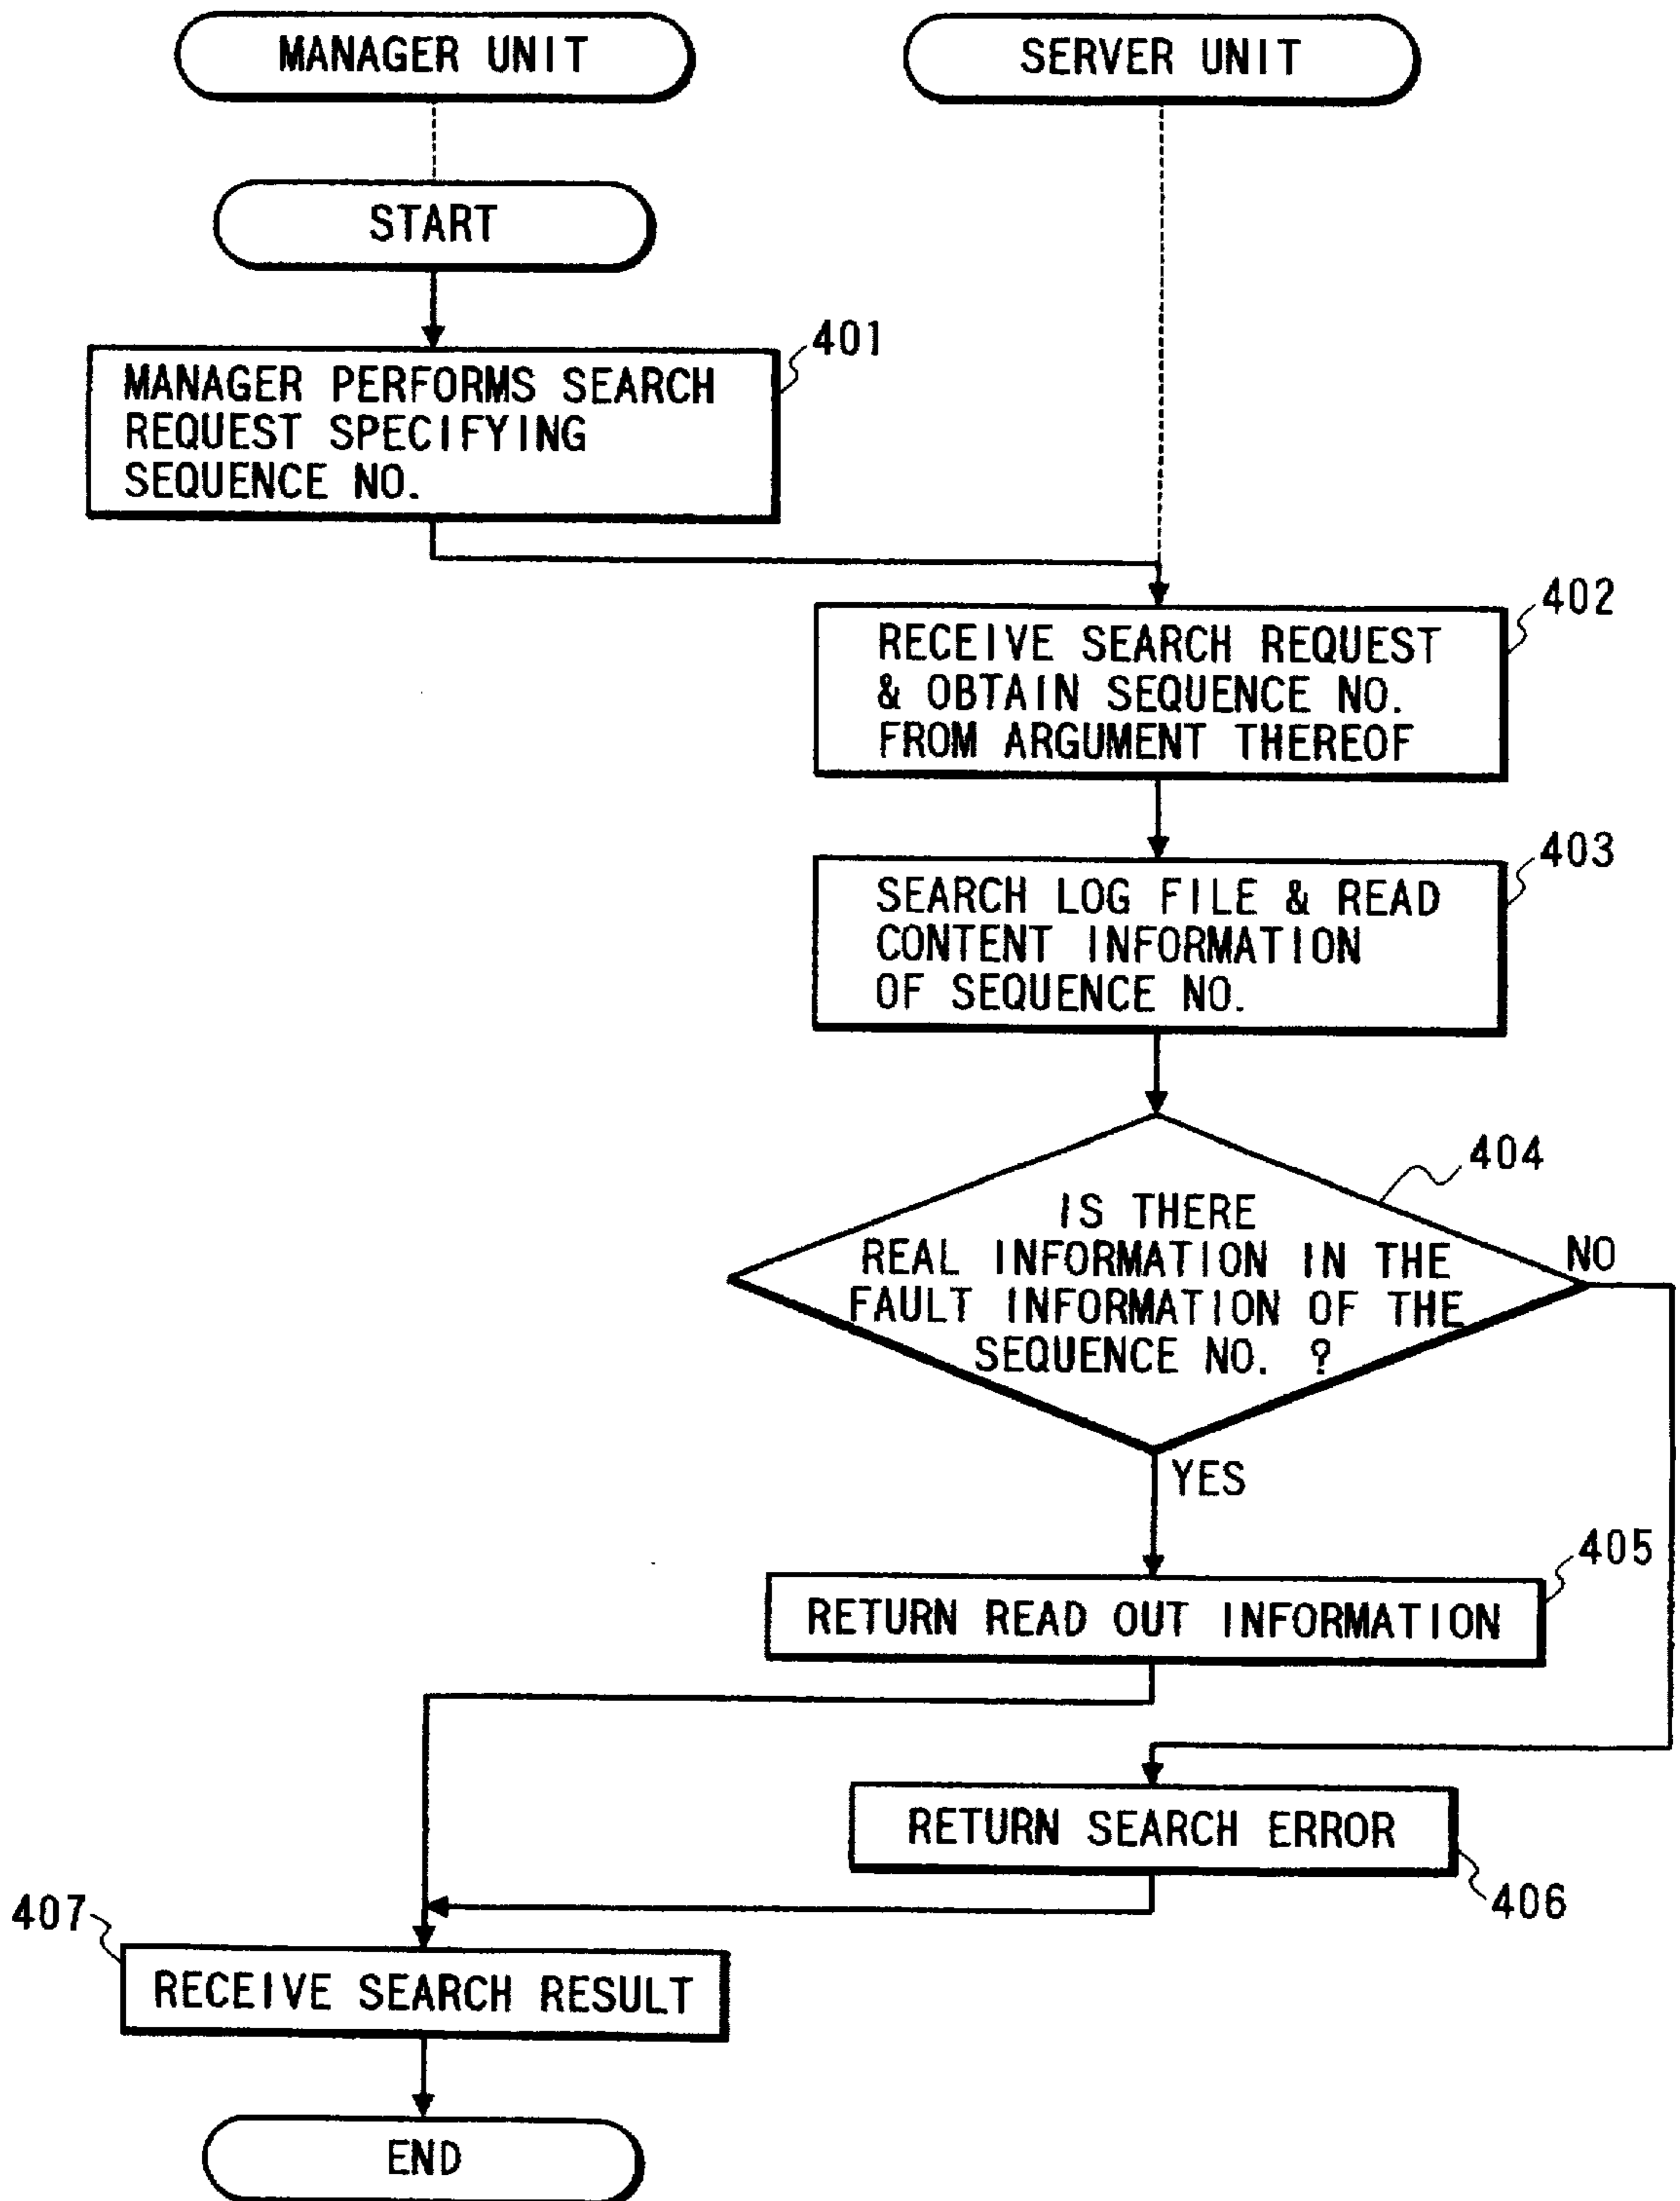 MANAGER UNIT
SERVER UNIT
START
401
MANAGER PERFORMS SEARCH
REQUEST SPECIFYING
SEQUENCE NO.
402
RECEIVE SEARCH REQUEST
& OBTAIN SEQUENCE NO.
FROM ARGUMENT THEREOF
403
SEARCH LOG FILE & READ
CONTENT INFORMATION
OF SEQUENCE NO.
404
IS THERE
REAL INFORMATION IN THE
FAULT INFORMATION OF THE
SEQUENCE NO. ?
NO
YES
405
RETURN READ OUT INFORMATION
RETURN SEARCH ERROR
406
407
RECEIVE SEARCH RESULT
END